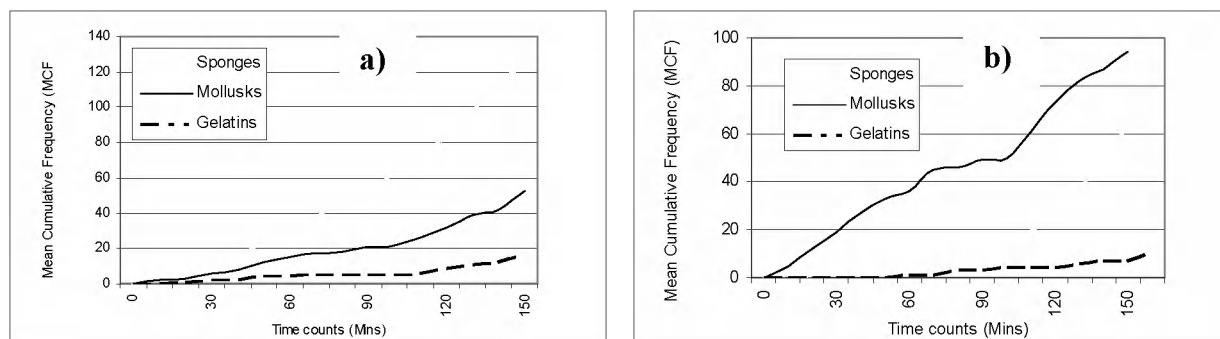 a)
Mean Cumulative Frequency (MCF
140
120
100
80
60
40
20
0
Sponges
Mollusks
Gelatins
0
30
60
90
120
150
Time counts (Mins)
b)
Mean Cumulative Frequency (MCF)
100
80
60
40
20
0
Sponges
Mollusks
Gelatins
0
30
60
90
120
150
Time counts (Mins)